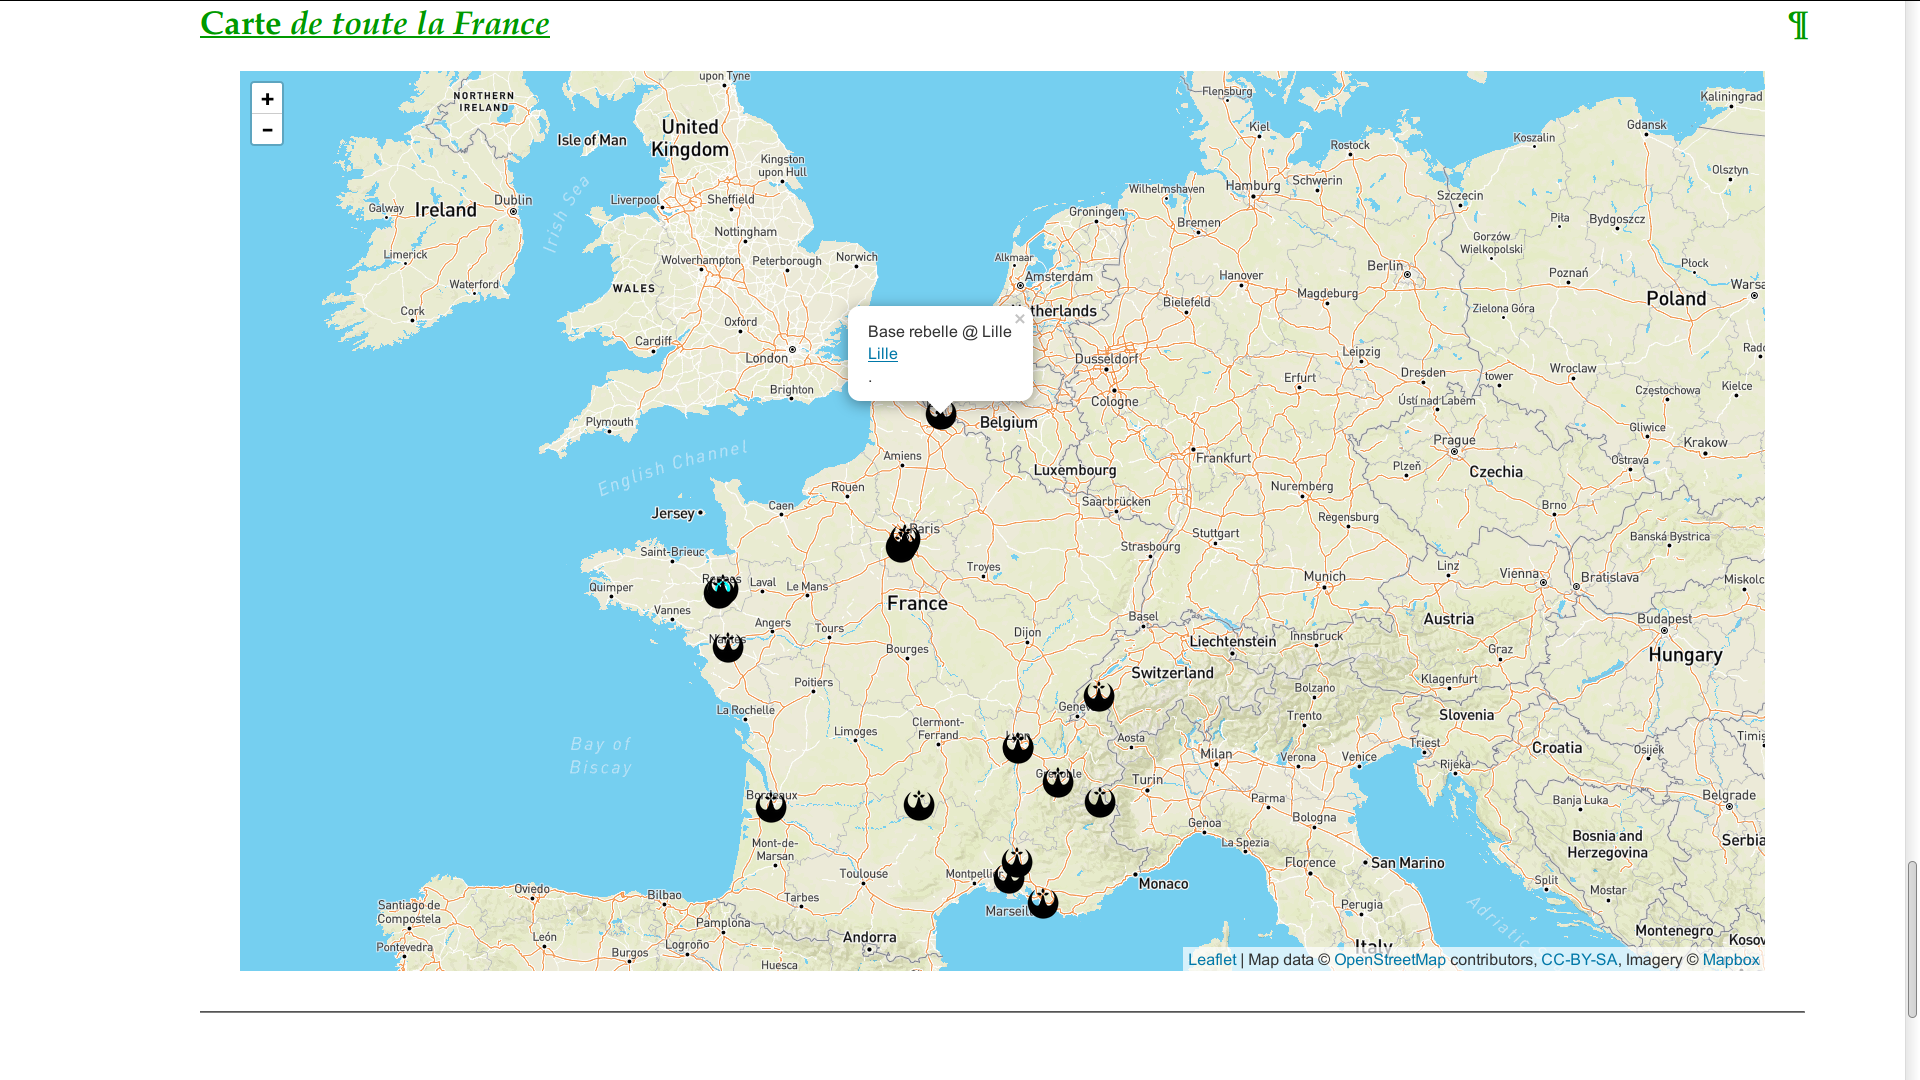 Carte de toute la France
¶
+
-
upon Tyne
NORTHERN
IRELAND
Isle of Man
United
Kingdom
Kingston
upon Hull
Galway
Ireland
Dublin
Irish Sea
Liverpool
Sheffield
Limerick
Nottingham
Waterford
Wolverhampton
Peterborough
Norwich
Cork
WALES
Oxford
Cardiff
London
Brighton
Plymouth
English Channel
Flensburg
Kiel
Rostock
Koszalin
Gdansk
Kaliningrad
Olsztyn
Wilhelmshaven
Hamburg
Schwerin
Szczecin
Groningen
Bremen
Piła
Bydgoszcz
Gorzów
Wielkopolski
Alkmaar
Amsterdam
Hanover
Berlin
Poznań
Płock
Warsa
Poland
Bielefeld
Magdeburg
Zielona Góra
therlands
Base rebelle @ Lille
Lille
.
×
Dusseldorf
Leipzig
Rado
Erfurt
Dresden
tower
Wroclaw
Częstochowa
Kielce
Cologne
Ústí nad Labem
Belgium
Gliwice
Krakow
Prague
Amiens
Frankfurt
Plzeň
Czechia
Ostrava
Luxembourg
Rouen
Saarbrücken
Nuremberg
Brno
Jersey
Caen
Regensburg
Paris
Stuttgart
Banská Bystrica
Saint-Brieuc
Strasbourg
Troyes
Linz
Vienna
Bratislava
Miskolc
Quimper
Rennes
Laval
Le Mans
Munich
Vannes
France
Basel
Austria
Budapest
Angers
Tours
Dijon
Liechtenstein
Innsbruck
Nantes
Bourges
Graz
Hungary
Switzerland
Poitiers
Klagenfurt
Bolzano
La Rochelle
Genev
Trento
Slovenia
Limoges
Clermont-
Ferrand
Lyon
Aosta
Triest
Croatia
Osijek
Timiș
Bay of
Biscay
Milan
Verona
Venice
Rijeka
Grenoble
Turin
Bordeaux
Parma
Banja Luka
Belgrade
Genoa
Bologna
Mont-de-
Marsan
La Spezia
Bosnia and
Herzegovina
Serbia
Toulouse
Montpellie
Florence
San Marino
Monaco
Split
Mostar
Oviedo
Bilbao
Tarbes
Marseil
Perugia
Adriatic
Santiago de
Compostela
Pamplona
Montenegro
Kosov
León
Logroño
Andorra
Italy
Pontevedra
Burgos
Huesca
Leaflet | Map data © OpenStreetMap contributors, CC-BY-SA, Imagery © Mapbox